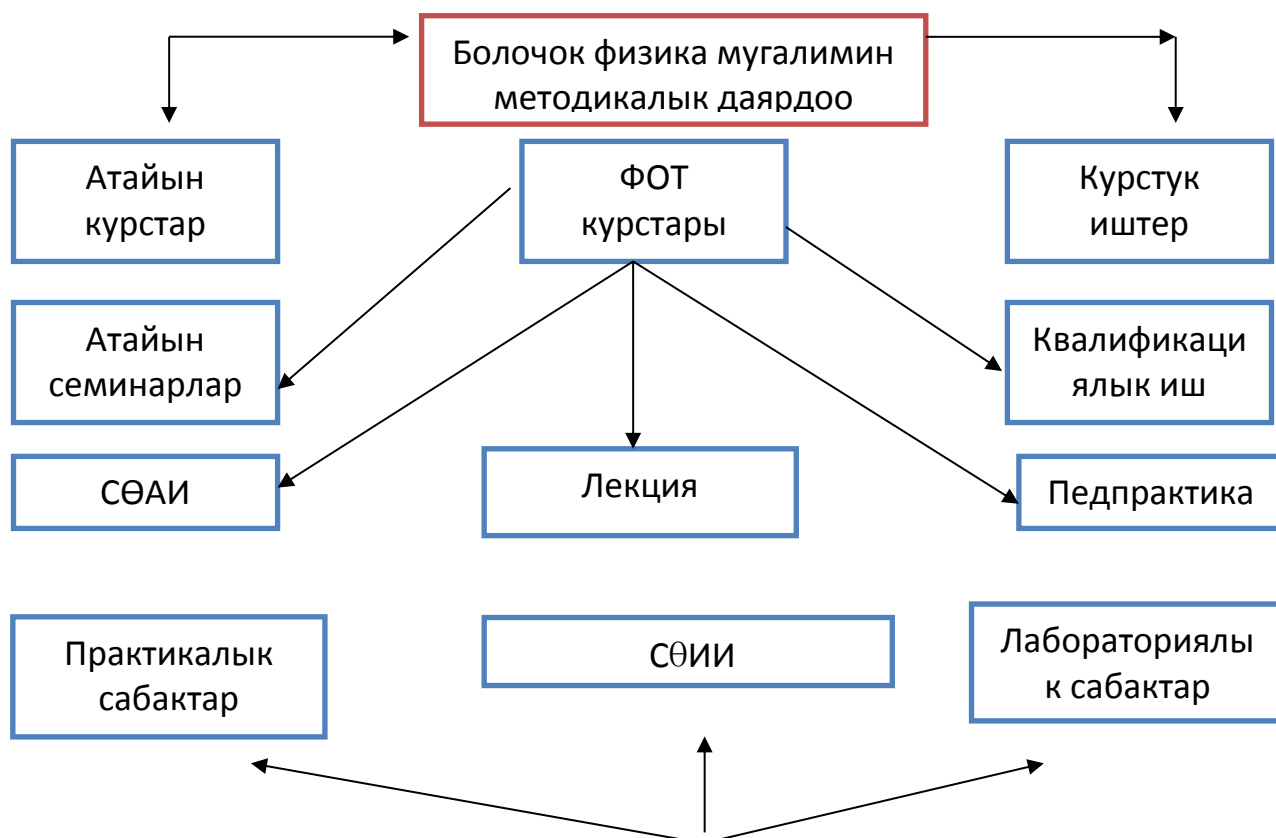 Болочок физика мугалимин
методикалык даярдоо
Атайын
курстар
ФОТ
курстары
Курстук
иштер
Атайын
семинарлар
Квалификаци
ялык иш
СӨАИ
Лекция
Педпрактика
Практикалык
сабактар
СθИИ
Лабораториялы
к сабактар